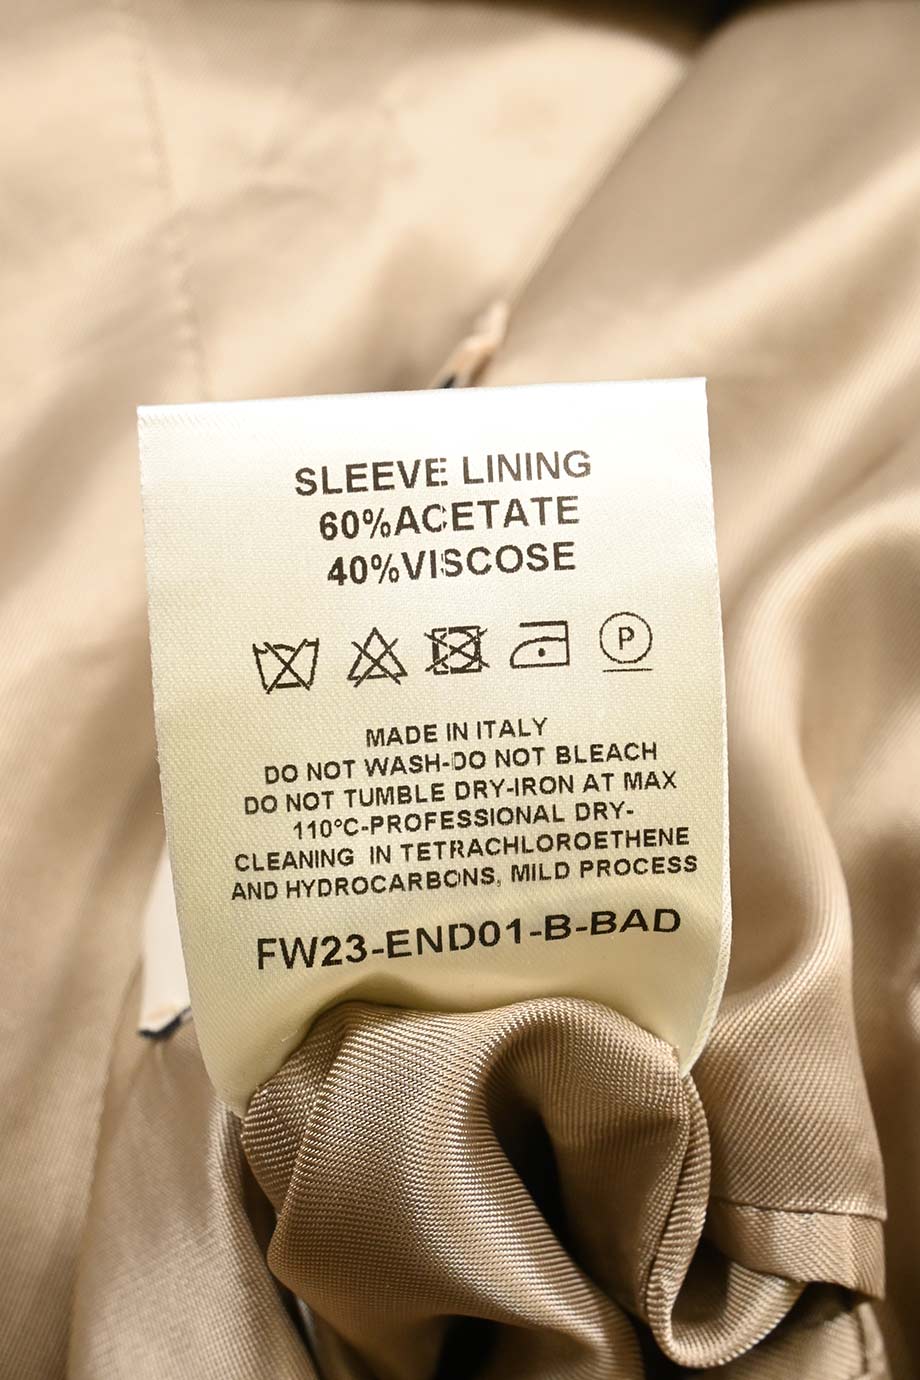 SLEEVE LINING
60%ACETATE
40%VISCOSE
P
MADE IN ITALY
DO NOT WASH-DO NOT BLEACH
DO NOT TUMBLE DRY-IRON AT MAX
110°C-PROFESSIONAL DRY-
CLEANING IN TETRACHLOROETHENE
AND HYDROCARBONS, MILD PROCESS
FW23-END01-B-BAD